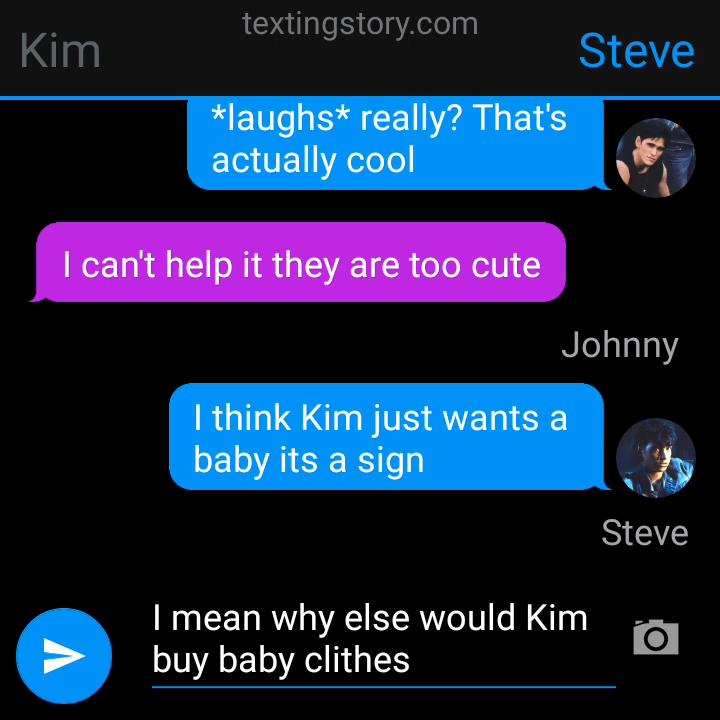 textingstory.com
Kim
Steve
*laughs* really? That's
actually cool
I can't help it they are too cute
Johnny
I think Kim just wants a
baby its a sign
Steve
I mean why else would Kim
buy baby clithes